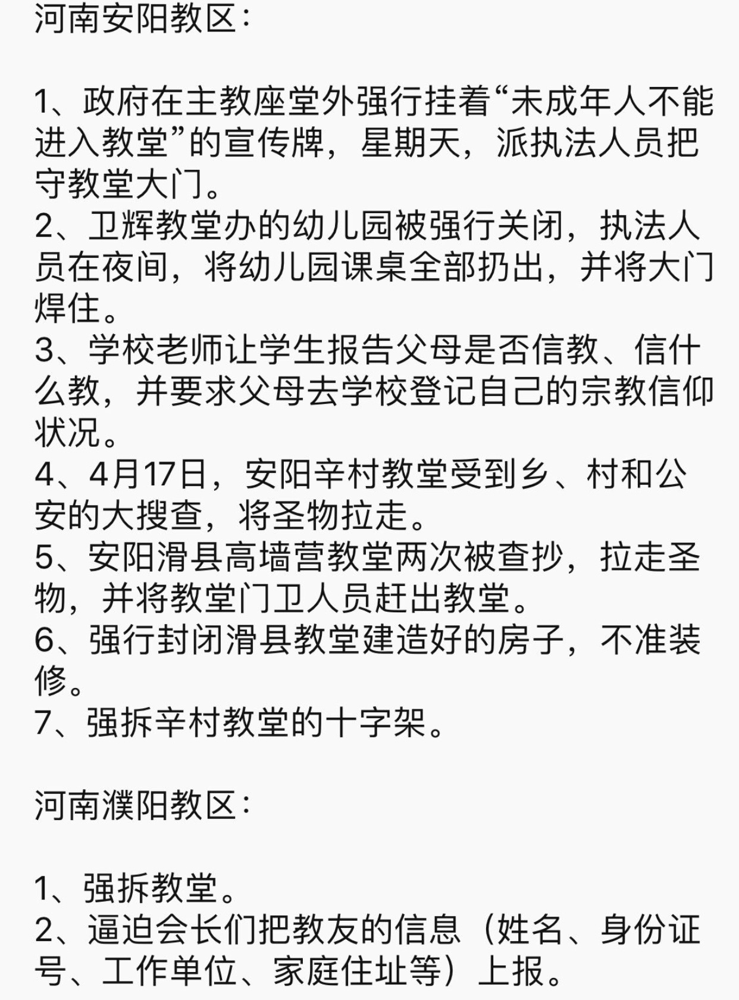 河南安阳教区：
1、政府在主教座堂外强行挂着“未成年人不能
进入教堂”的宣传牌，星期天，派执法人员把
守教堂大门。
2、卫辉教堂办的幼儿园被强行关闭，执法人
员在夜间，将幼儿园课桌全部扔出，并将大门
焊住。
3、学校老师让学生报告父母是否信教、信什
么教，并要求父母去学校登记自己的宗教信仰
状况。
4、4月17日，安阳辛村教堂受到乡、村和公
安的大搜查，将圣物拉走。
5、安阳滑县高墙营教堂两次被查抄，拉走圣
物，并将教堂门卫人员赶出教堂。
6、强行封闭滑县教堂建造好的房子，不准装
修。
7、强拆辛村教堂的十字架。
河南濮阳教区：
1、强拆教堂。
2、逼迫会长们把教友的信息（姓名、身份证
号、工作单位、家庭住址等）上报。